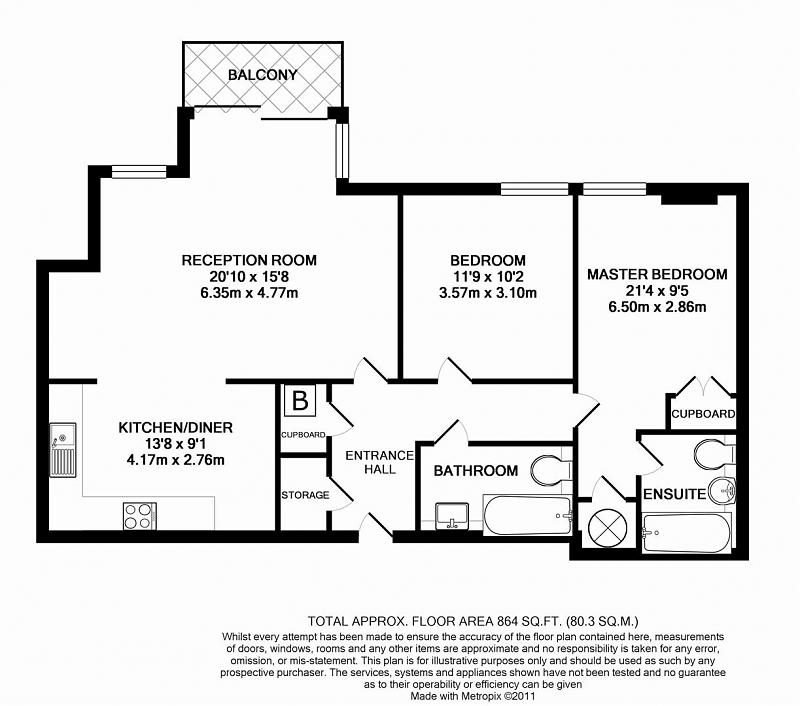 BALCONY
RECEPTION ROOM
20'10 x 15'8
6.35m x 4.77m
BEDROOM
11'9 x 10'2
3.57m x 3.10m
MASTER BEDROOM
21'4 x 9'5
6.50m x 2.86m
B
CUPBOARD
CUPBOARD
KITCHEN/DINER
13'8 x 9'1
4.17m x 2.76m
ENTRANCE
HALL
BATHROOM
STORAGE
ENSUITE
TOTAL APPROX. FLOOR AREA 864 SQ.FT. (80.3 SQ.M.)
Whilst every attempt has been made to ensure the accuracy of the floor plan contained here, measurements
of doors, windows, rooms and any other items are approximate and no responsibility is taken for any error,
omission, or mis-statement. This plan is for illustrative purposes only and should be used as such by any
prospective purchaser. The services, systems and appliances shown have not been tested and no guarantee
as to their operability or efficiency can be given
Made with Metropix ©2011